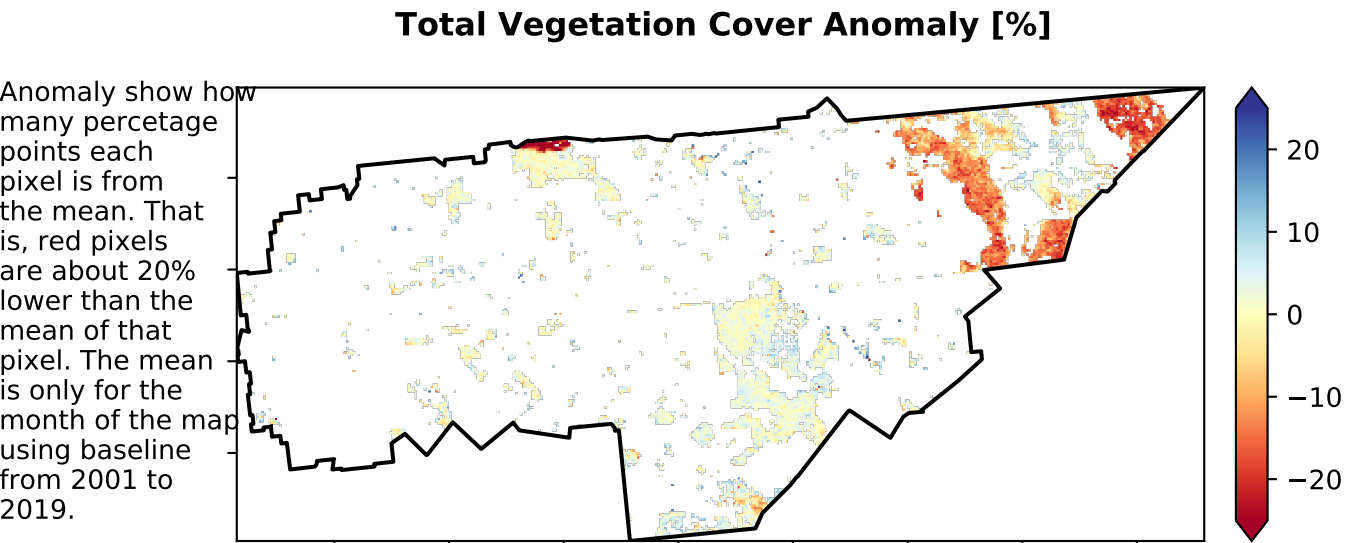 Total Vegetation Cover Anomaly [%]
Anomaly show how
many percetage
points each
pixel is from
the mean. That
is, red pixels
are about 20%
lower than the
mean of that
pixel. The mean
is only for the
month of the map
using baseline
from 2001 to
2019.
20
10
0
−10
−20